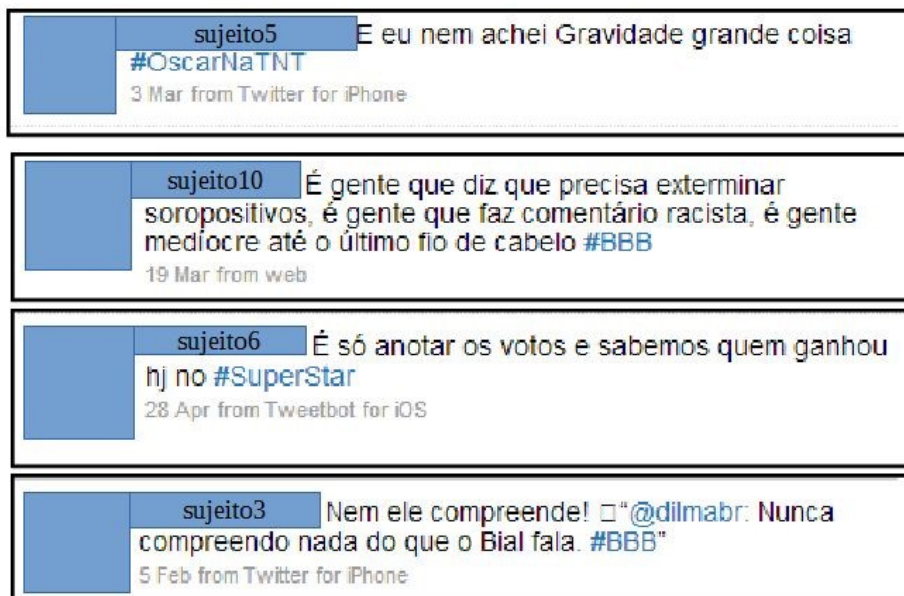 sujeito5 E eu nem achei Gravidade grande coisa
#OscarNaTNT
3 Mar from Twitter for iPhone
sujeito10 É gente que diz que precisa exterminar
soropositivos, é gente que faz comentário racista, é gente
medíocre até o último fio de cabelo #BBB
19 Mar from web
sujeito6 É só anotar os votos e sabemos quem ganhou
hj no #SuperStar
28 Apr from Tweetbot for iOS
sujeito3 Nem ele compreende! □“@dilmabr: Nunca
compreendo nada do que o Bial fala. #BBB”
5 Feb from Twitter for iPhone